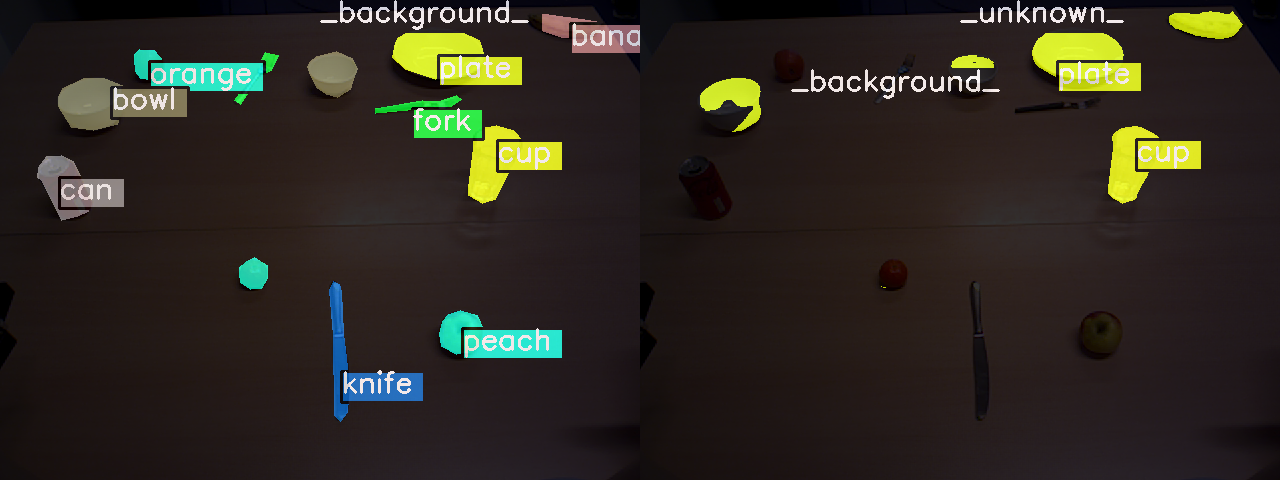 _background_
bana
orange
plate
bowl
fork
cup
can
peach
knife
_unknown_
plate
_background_
cup